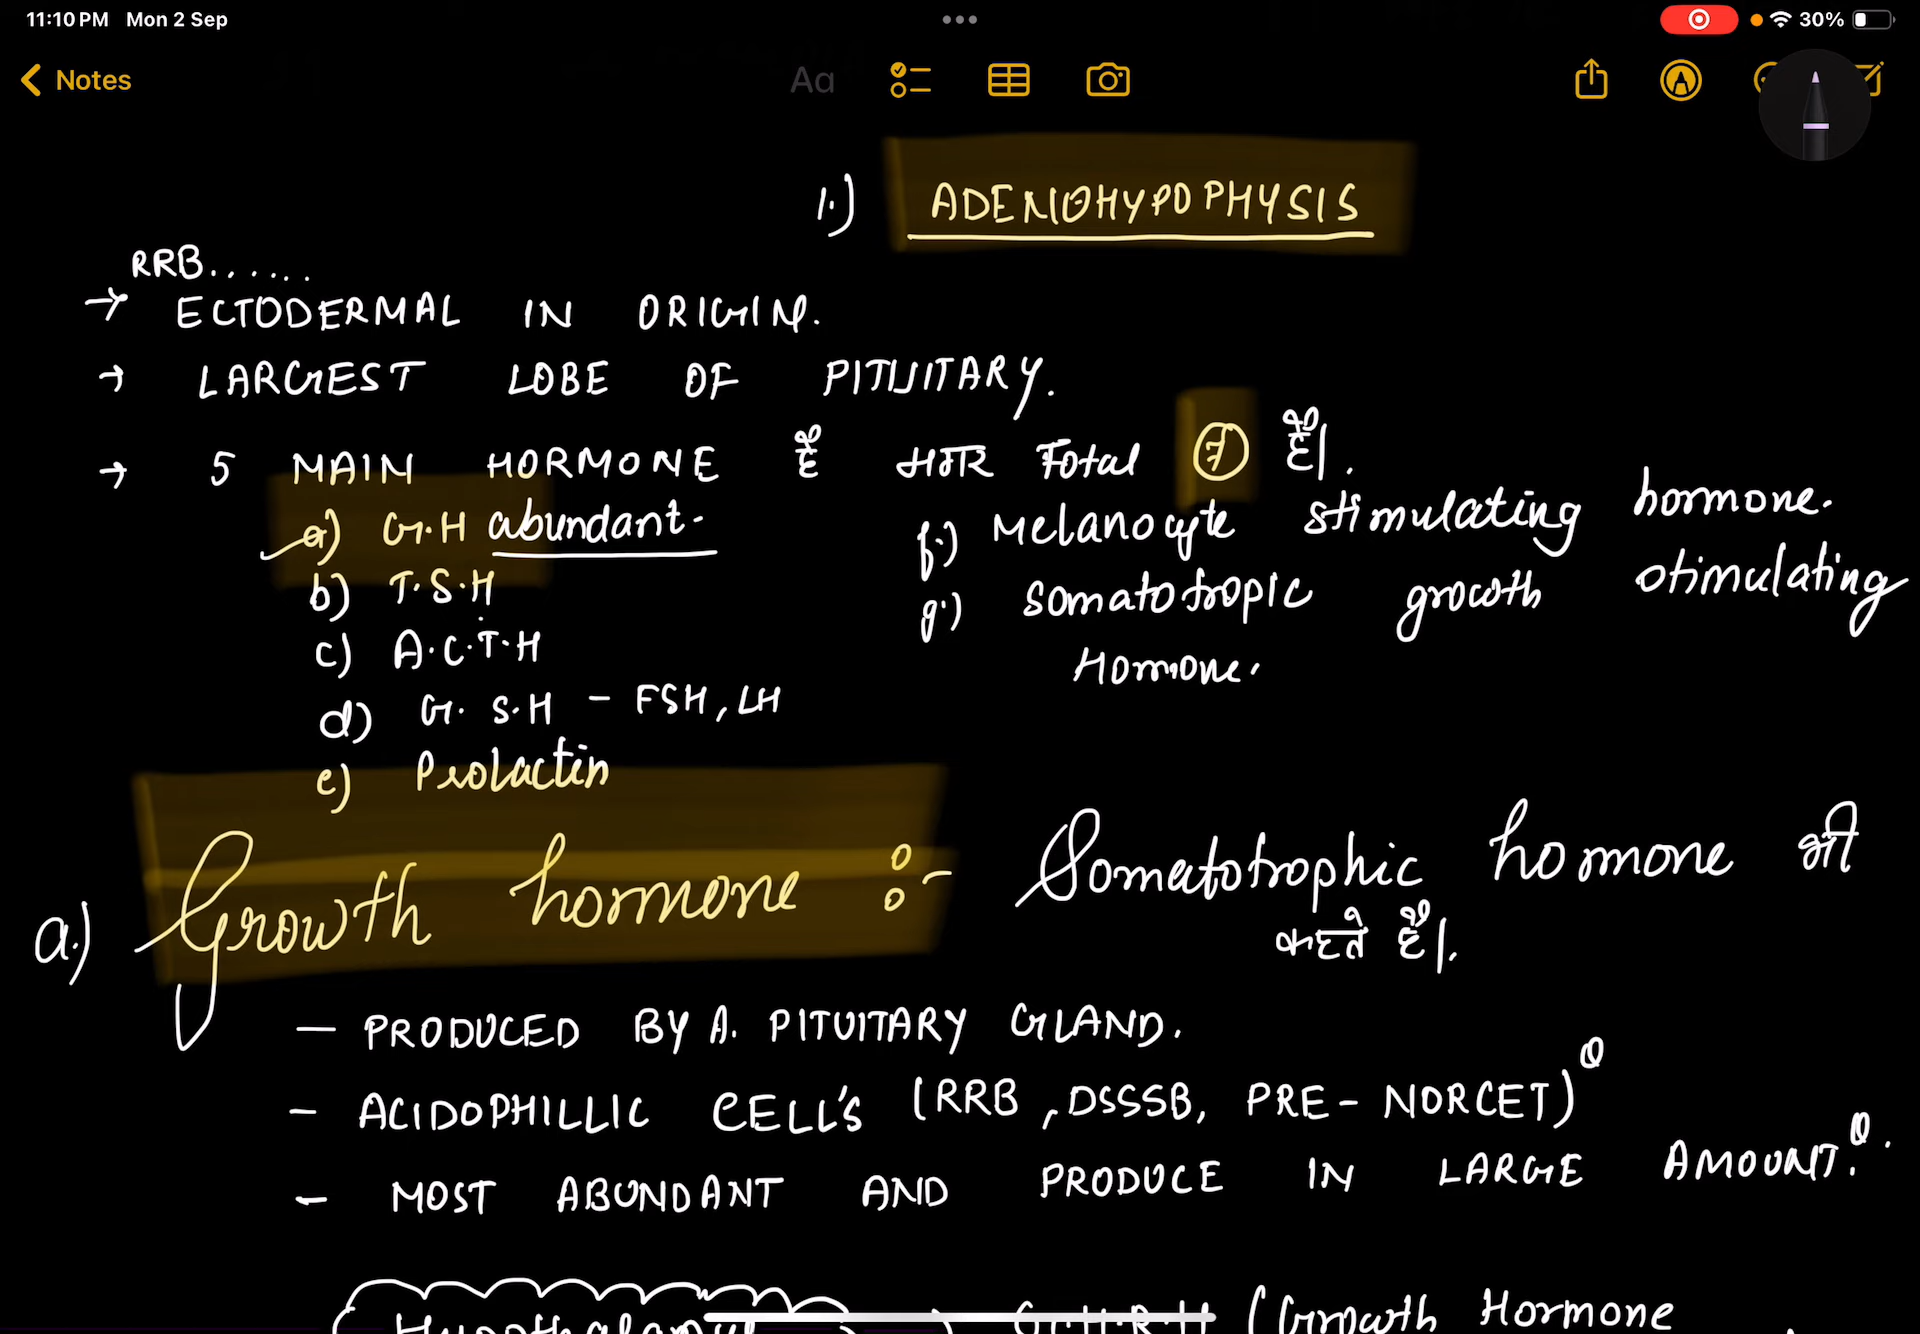 11:10 PM Mon 2 Sep
30%
Notes
Aa
1.) ADENOHYPOPHYSIS
RRB......
→ ECTODERMAL IN ORIGIN.
→ LARGEST LOBE OF PITUITARY.
→ 5 MAIN HORMONE हैं मगर Total 7 हैं।.
a) G.H abundant.
b) T.S.H
c) A.C.T.H
d) G. S.H - FSH, LH
e) Prolactin
f.) Melanocyte stimulating hormone.
g.) Somatotropic growth stimulating
Hormone.
a.) Growth hormone :- Somatotrophic hormone भी
कहते हैं।.
- PRODUCED BY A. PITUITARY GLAND.
- ACIDOPHILLIC CELL'S (RRB, DSSSB, PRE-NORCET)
- MOST ABUNDANT AND PRODUCE IN LARGE AMOUNT.
Hypothalamus G.H.R.H (Growth Hormone